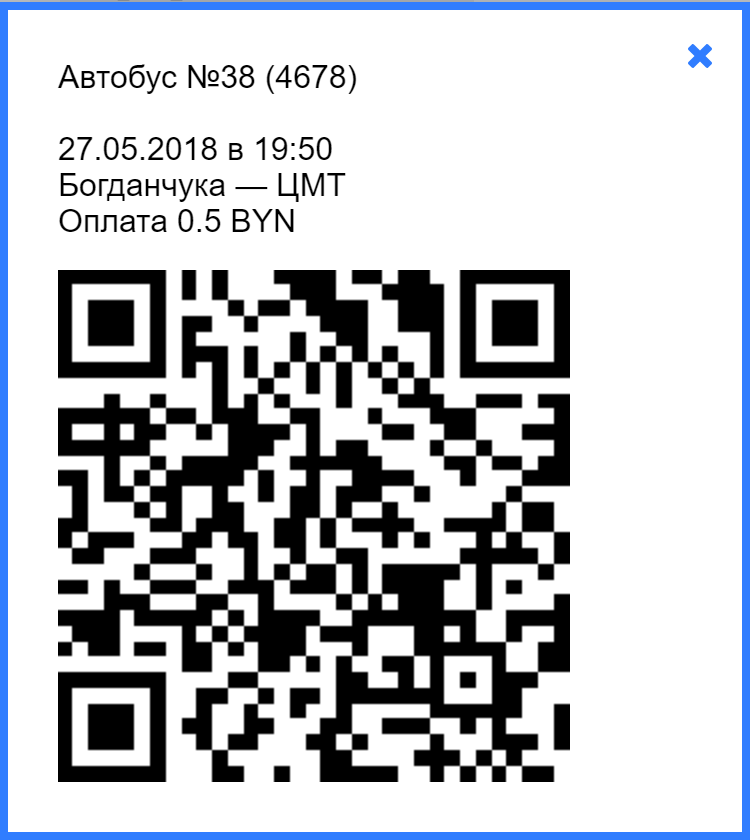 Автобус №38 (4678)
27.05.2018 в 19:50
Богданчука — ЦМТ
Оплата 0.5 BYN